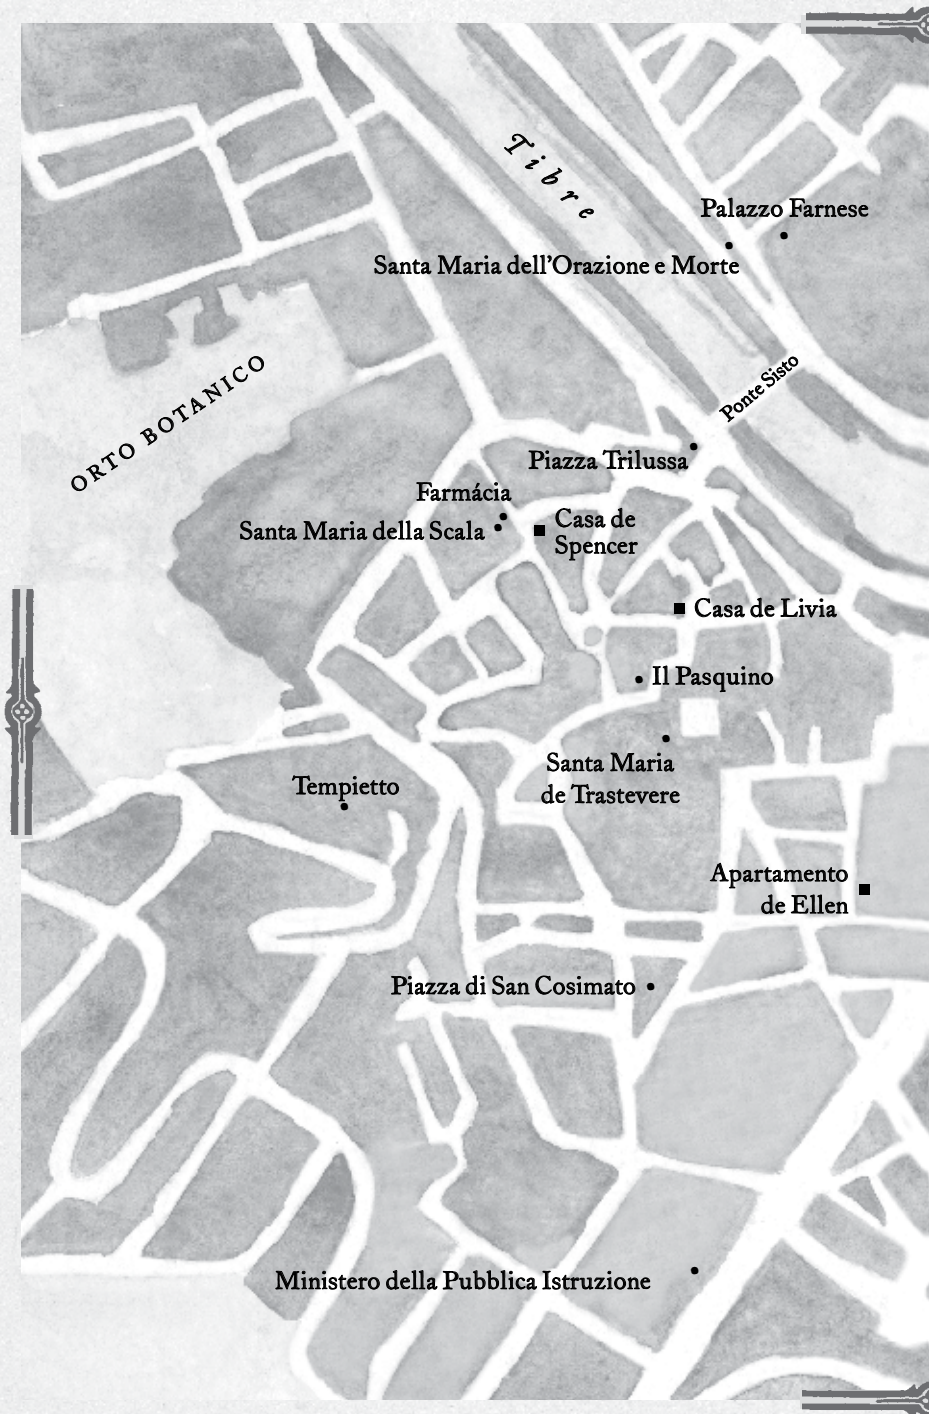 Tibre
Palazzo Farnese
Santa Maria dell’Orazione e Morte
Ponte Sisto
ORTO BOTANICO
Piazza Trilussa
Farmácia
Santa Maria della Scala
Casa de
Spencer
Casa de Livia
Il Pasquino
Santa Maria
de Trastevere
Tempietto
Apartamento
de Ellen
Piazza di San Cosimato
Ministero della Pubblica Istruzione